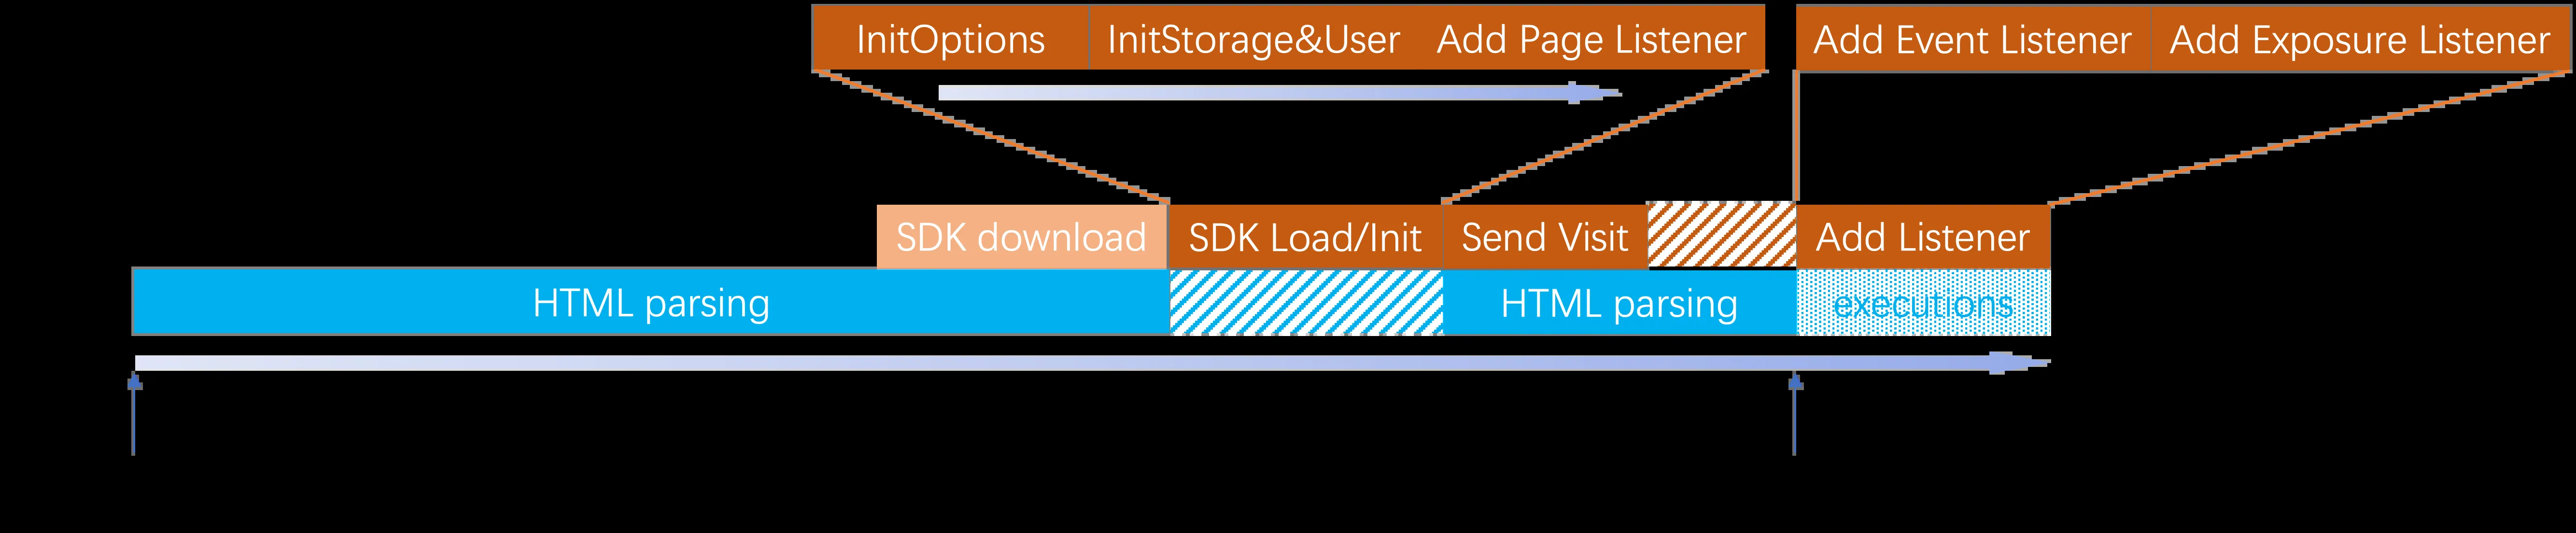 InitOptions InitStorage&User Add Page Listener Add Event Listener Add Exposure Listener
SDK download SDK Load/Init Send Visit Add Listener
HTML parsing HTML parsing executions